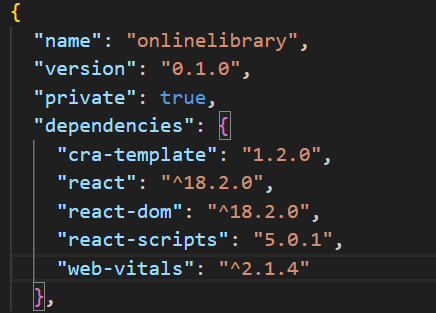 {
"name": "onlinelibrary",
"version": "0.1.0",
"private": true,
"dependencies": {
"cra-template": "1.2.0",
"react": "^18.2.0",
"react-dom": "^18.2.0",
"react-scripts": "5.0.1",
"web-vitals": "^2.1.4"
},